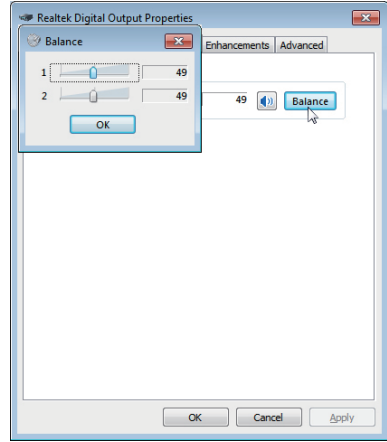 Realtek Digital Output Properties
Balance
Enhancements Advanced
1 49
2 49
49 Balance
OK
OK Cancel Apply